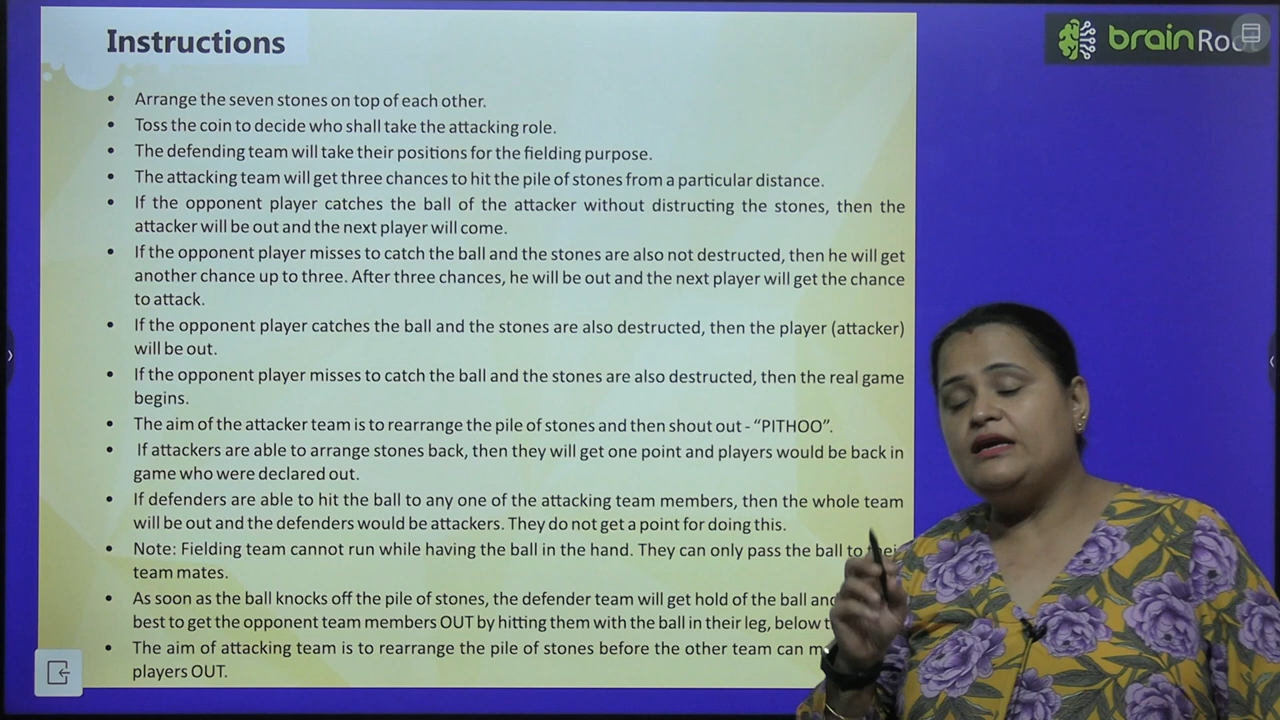 Instructions
brainRoot
• Arrange the seven stones on top of each other.
• Toss the coin to decide who shall take the attacking role.
• The defending team will take their positions for the fielding purpose.
• The attacking team will get three chances to hit the pile of stones from a particular distance.
• If the opponent player catches the ball of the attacker without distructing the stones, then the
attacker will be out and the next player will come.
• If the opponent player misses to catch the ball and the stones are also not destructed, then he will get
another chance up to three. After three chances, he will be out and the next player will get the chance
to attack.
• If the opponent player catches the ball and the stones are also destructed, then the player (attacker)
will be out.
• If the opponent player misses to catch the ball and the stones are also destructed, then the real game
begins.
• The aim of the attacker team is to rearrange the pile of stones and then shout out - “PITHOO”.
• If attackers are able to arrange stones back, then they will get one point and players would be back in
game who were declared out.
• If defenders are able to hit the ball to any one of the attacking team members, then the whole team
will be out and the defenders would be attackers. They do not get a point for doing this.
• Note: Fielding team cannot run while having the ball in the hand. They can only pass the ball to their
team mates.
• As soon as the ball knocks off the pile of stones, the defender team will get hold of the ball and
best to get the opponent team members OUT by hitting them with the ball in their leg, below
• The aim of attacking team is to rearrange the pile of stones before the other team can
players OUT.